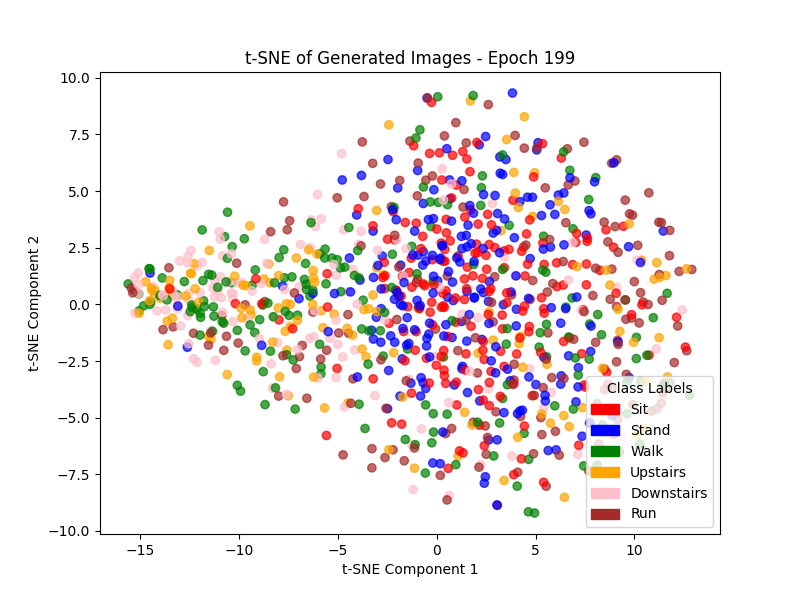 t-SNE of Generated Images - Epoch 199
10.0
7.5
5.0
2.5
0.0
−2.5
−5.0
−7.5
−10.0
t-SNE Component 2
Class Labels
Sit
Stand
Walk
Upstairs
Downstairs
Run
−15 −10 −5 0 5 10
t-SNE Component 1